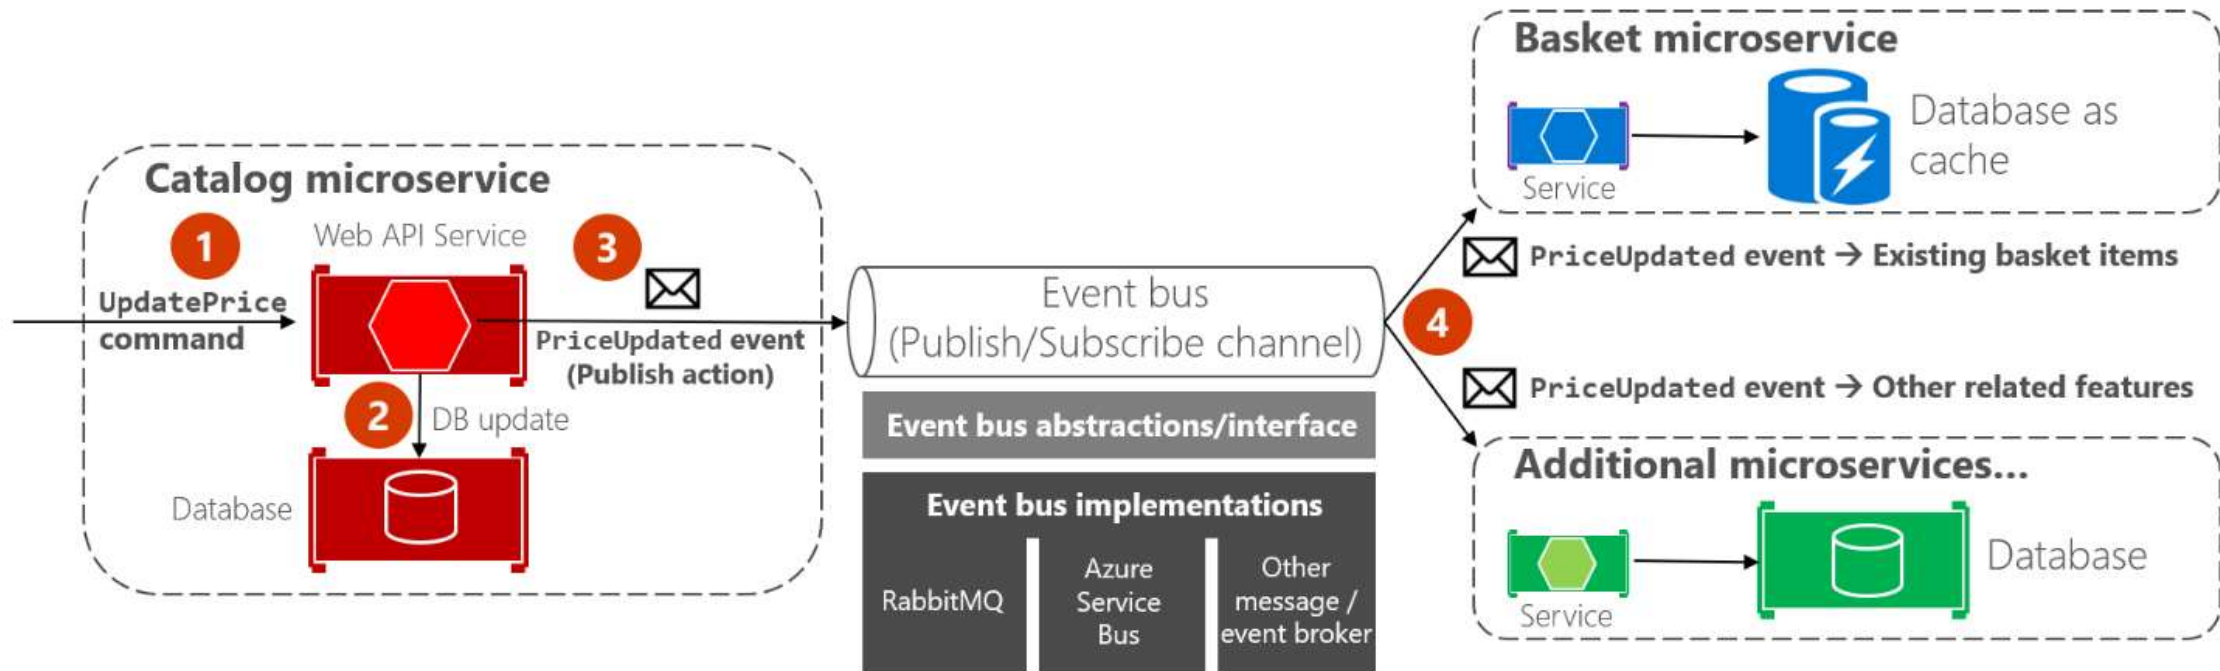 Catalog microservice
1
Web API Service
3
UpdatePrice
command
PriceUpdated event
(Publish action)
2
DB update
Database
Event bus
(Publish/Subscribe channel)
Event bus abstractions/interface
Event bus implementations
RabbitMQ
Azure
Service
Bus
Other
message /
event broker
4
Basket microservice
Service
Database as
cache
PriceUpdated event → Existing basket items
PriceUpdated event → Other related features
Additional microservices...
Service
Database